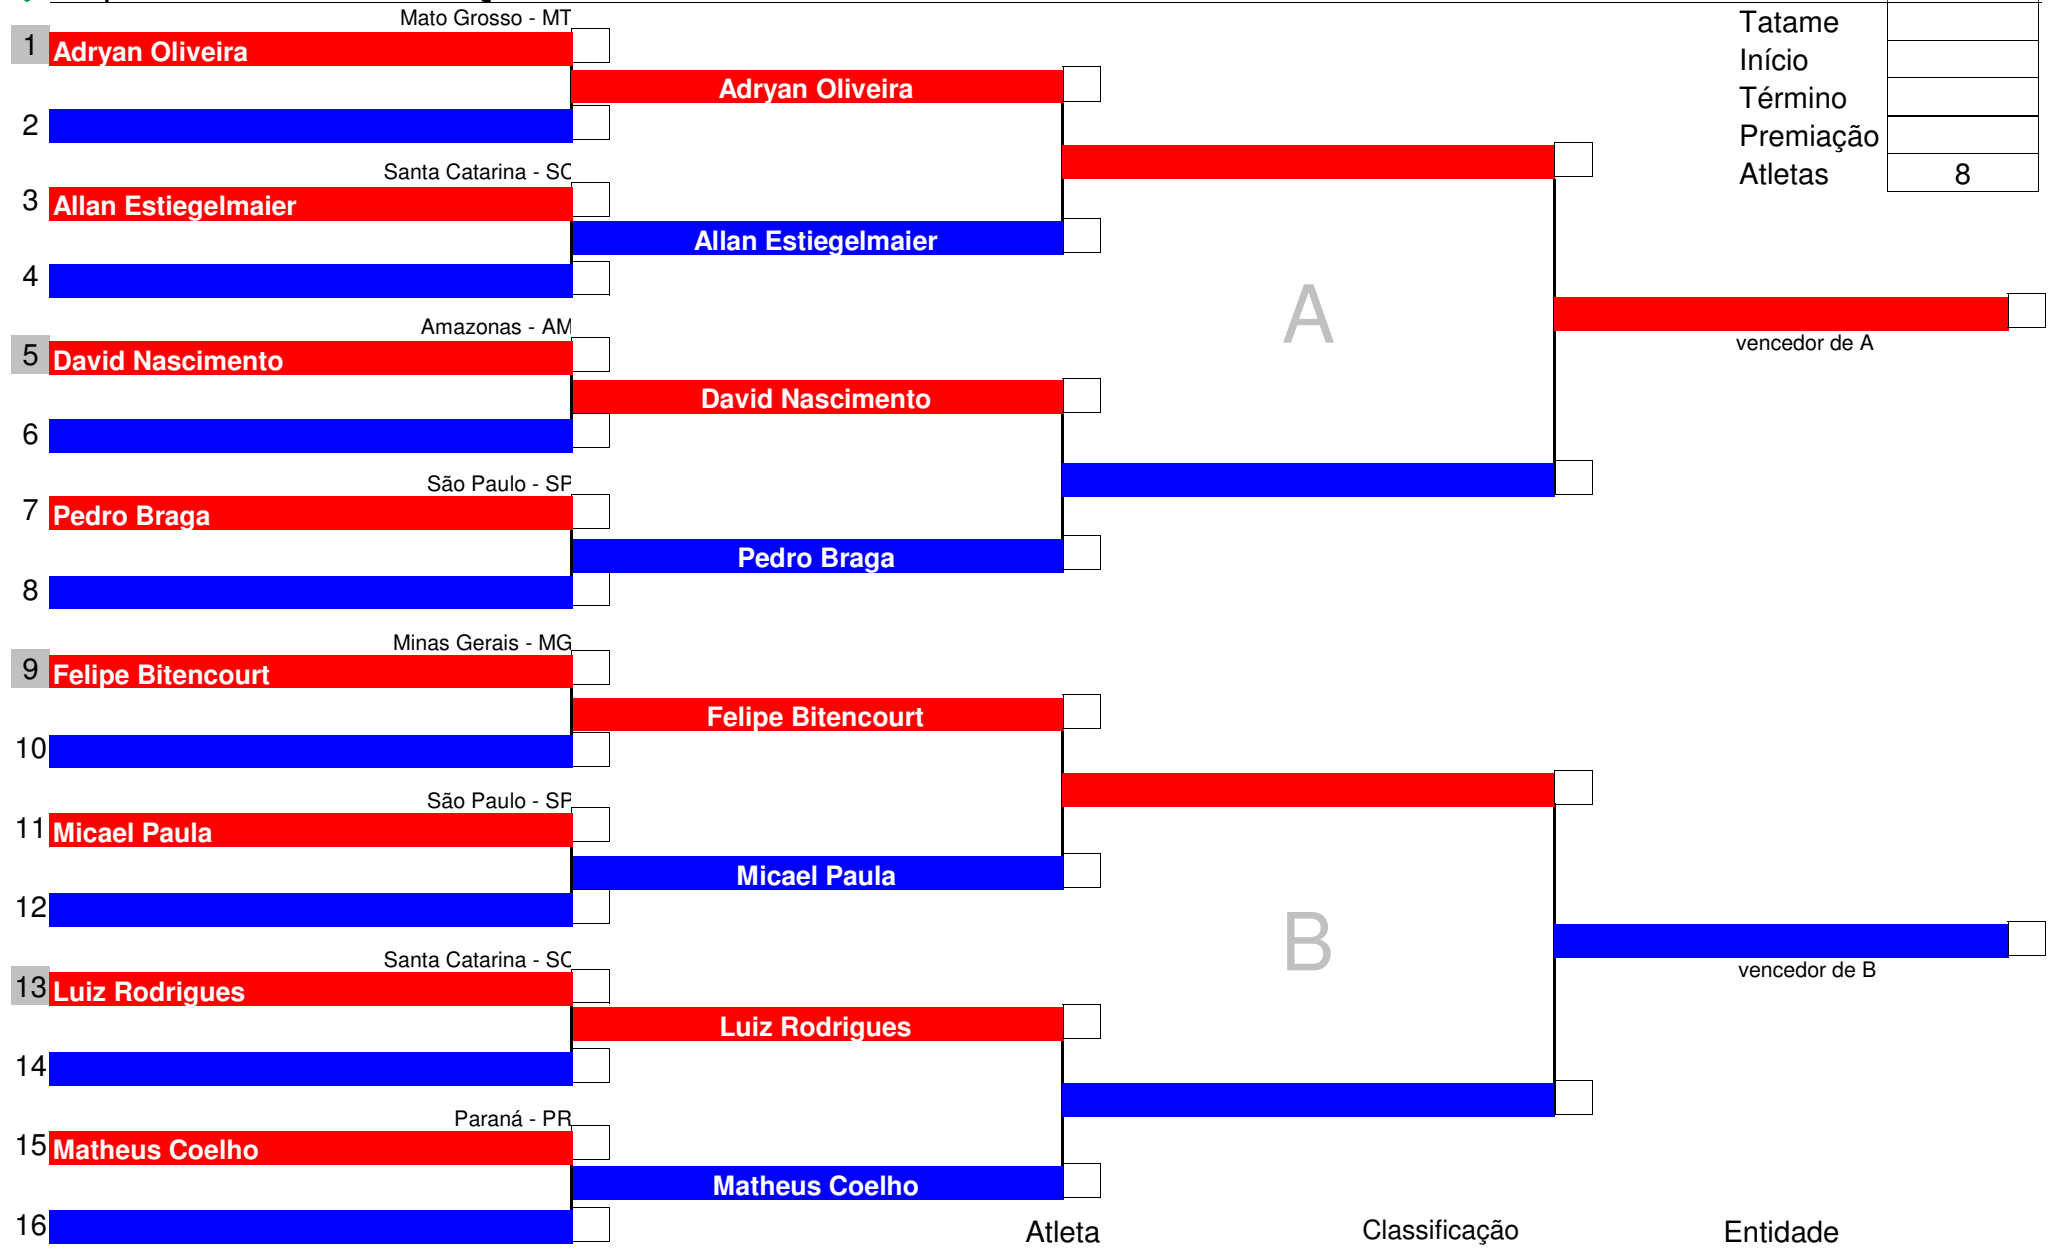 Mato Grosso - MT
1 Adryan Oliveira
Adryan Oliveira
2
Santa Catarina - SC
3 Allan Estiegelmaier
Allan Estiegelmaier
4
Amazonas - AM
5 David Nascimento
David Nascimento
6
São Paulo - SP
7 Pedro Braga
Pedro Braga
8
A
vencedor de A
Minas Gerais - MG
9 Felipe Bitencourt
Felipe Bitencourt
10
São Paulo - SP
11 Micael Paula
Micael Paula
12
Santa Catarina - SC
13 Luiz Rodrigues
Luiz Rodrigues
14
Paraná - PR
15 Matheus Coelho
Matheus Coelho
16
B
vencedor de B
Tatame
Início
Término
Premiação
Atletas 8
Atleta Classificação Entidade